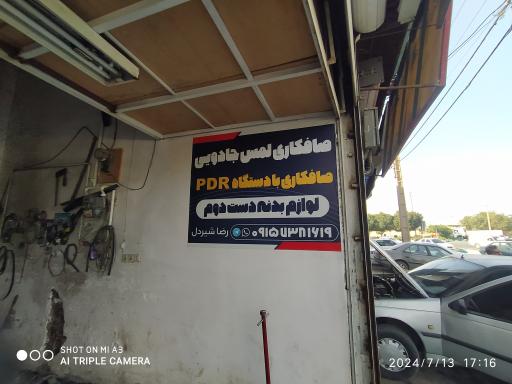 صافکاری لمس جادویی
صافکاری با دستگاه PDR
لوازم بدنه دست دوم
۰۹۱۵۷۳۸۱۶۱۹ رضا شیردل
SHOT ON MI A3
AI TRIPLE CAMERA
2024/7/13 17:16